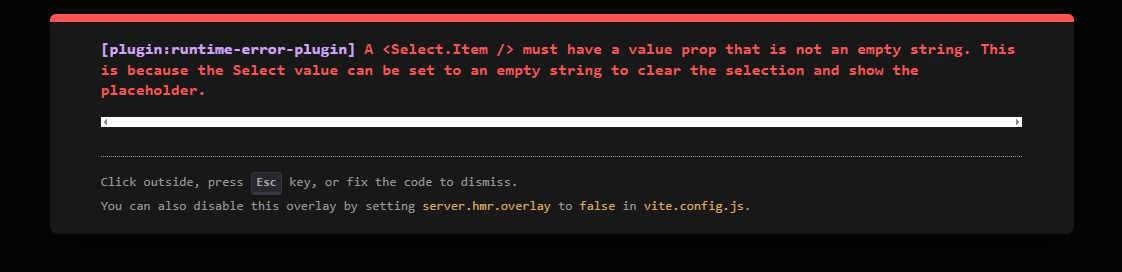 [plugin:runtime-error-plugin] A <Select.Item /> must have a value prop that is not an empty string. This
is because the Select value can be set to an empty string to clear the selection and show the
placeholder.
Click outside, press Esc key, or fix the code to dismiss.
You can also disable this overlay by setting server.hmr.overlay to false in vite.config.js.